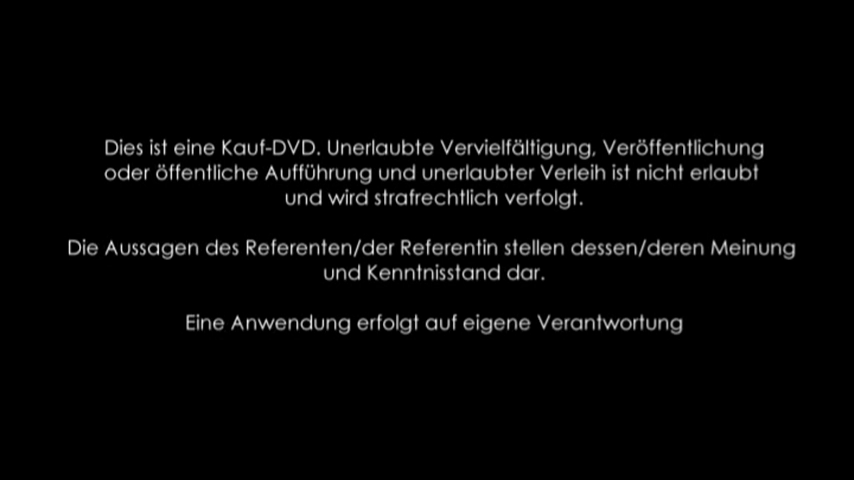 Dies ist eine Kauf-DVD. Unerlaubte Vervielfältigung, Veröffentlichung
oder öffentliche Aufführung und unerlaubter Verleih ist nicht erlaubt
und wird strafrechtlich verfolgt.
Die Aussagen des Referenten/der Referentin stellen dessen/deren Meinung
und Kenntnisstand dar.
Eine Anwendung erfolgt auf eigene Verantwortung